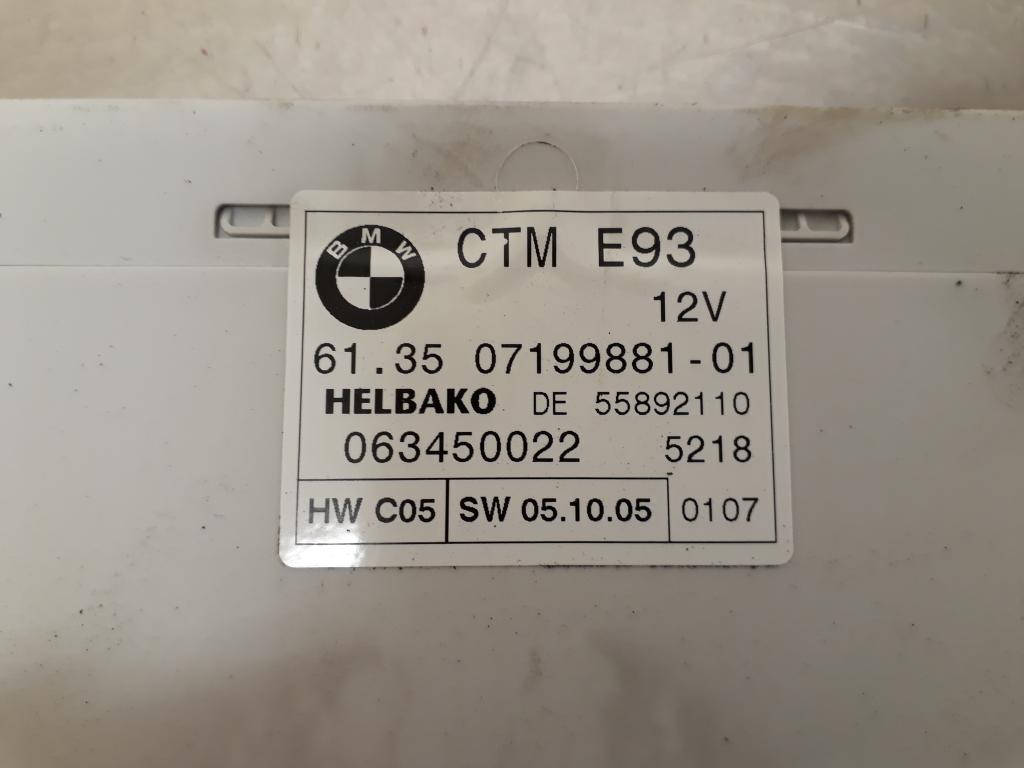 BMW
CTM E93
12V
61.35 07199881-01
HELBAKO DE 55892110
063450022 5218
HW C05 SW 05.10.05 0107